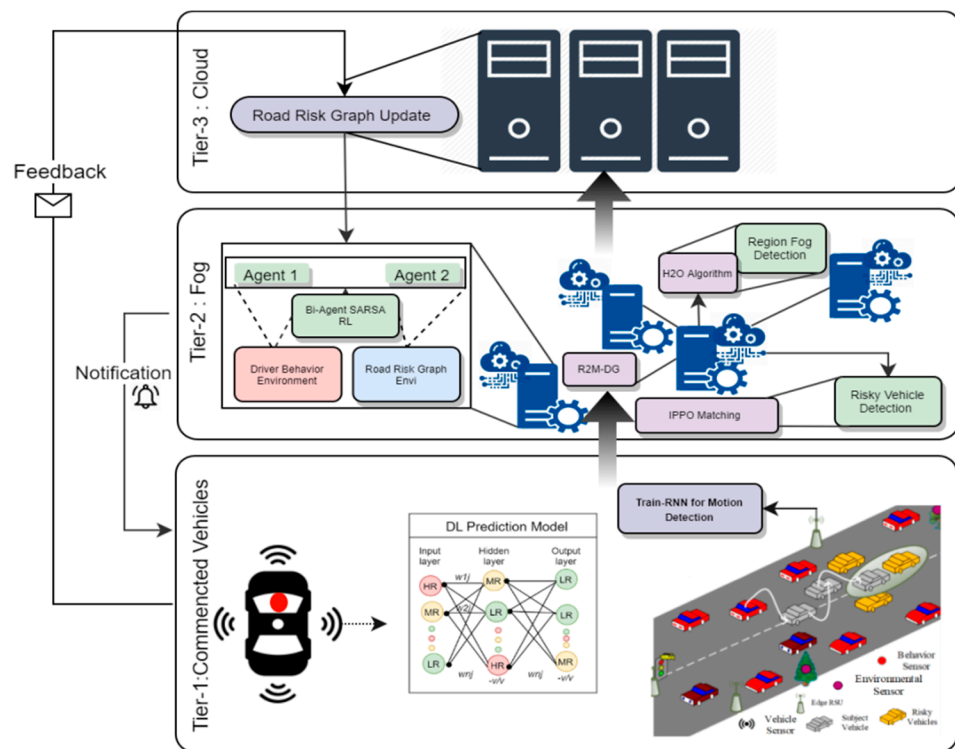 Tier-3 : Cloud
Road Risk Graph Update
Feedback
Tier-2 : Fog
Agent 1
Agent 2
Bi-Agent SARSA
RL
Driver Behavior
Environment
Road Risk Graph
Envi
Region Fog
Detection
H2O Algorithm
R2M-DG
IPPO Matching
Risky Vehicle
Detection
Notification
Tier-1:Commencted Vehicles
DL Prediction Model
Input
layer
Hidden
layer
Output
layer
HR
w1j
MR
LR
MR
w2j
LR
LR
LR
wnj
HR
wnj
MR
-v/v
-v/v
Train-RNN for Motion
Detection
Behavior
Sensor
Environmental
Sensor
Edge RSU
Vehicle
Sensor
Subject
Vehicle
Risky
Vehicles